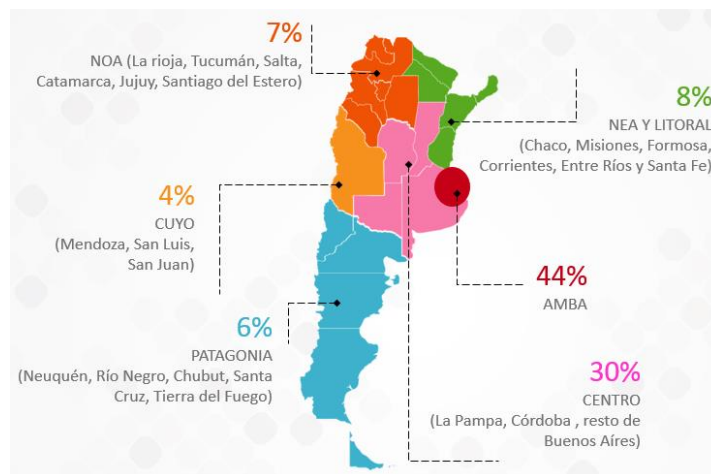 7%
NOA (La rioja, Tucumán, Salta,
Catamarca, Jujuy, Santiago del Estero)
8%
NEA Y LITORAL
(Chaco, Misiones, Formosa,
Corrientes, Entre Ríos y Santa Fe)
4%
CUYO
(Mendoza, San Luis,
San Juan)
44%
AMBA
6%
PATAGONIA
(Neuquén, Río Negro, Chubut, Santa
Cruz, Tierra del Fuego)
30%
CENTRO
(La Pampa, Córdoba , resto de
Buenos Aíres)